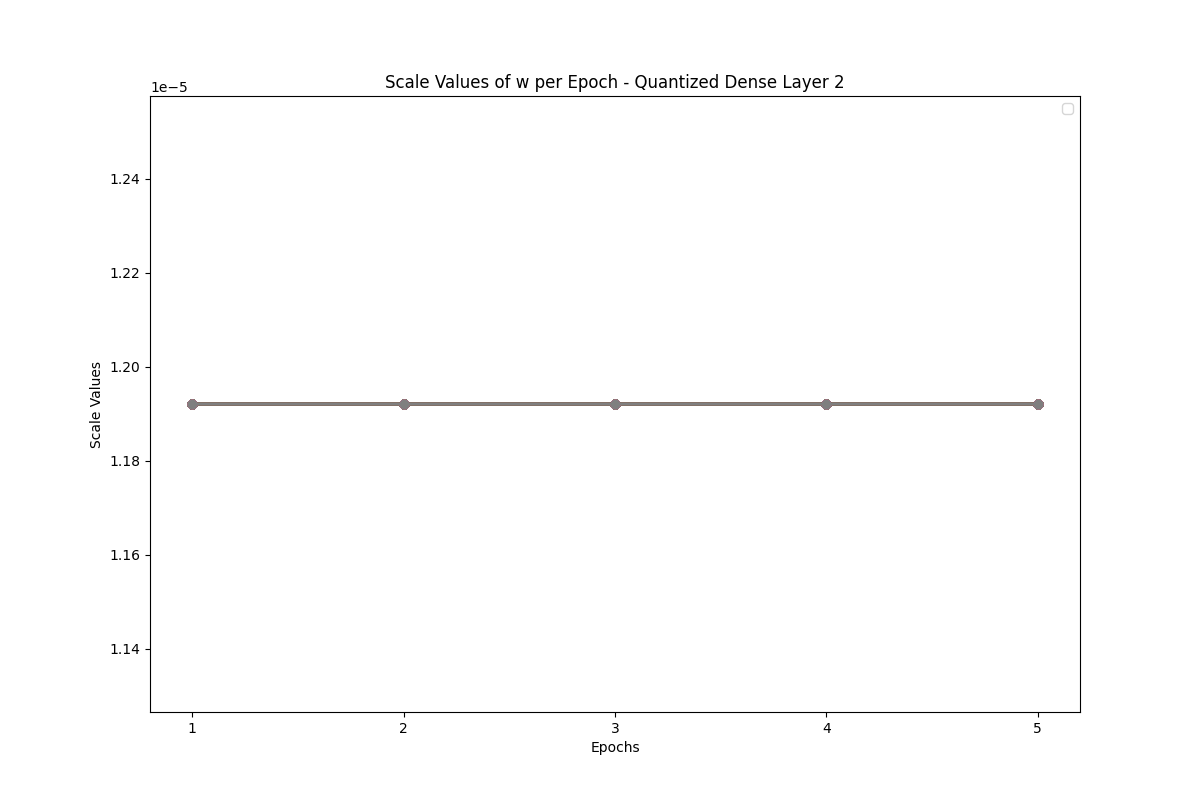 Scale Values of w per Epoch - Quantized Dense Layer 2
1e−5
1.24
1.22
1.20
1.18
1.16
1.14
Scale Values
1
2
3
4
5
Epochs